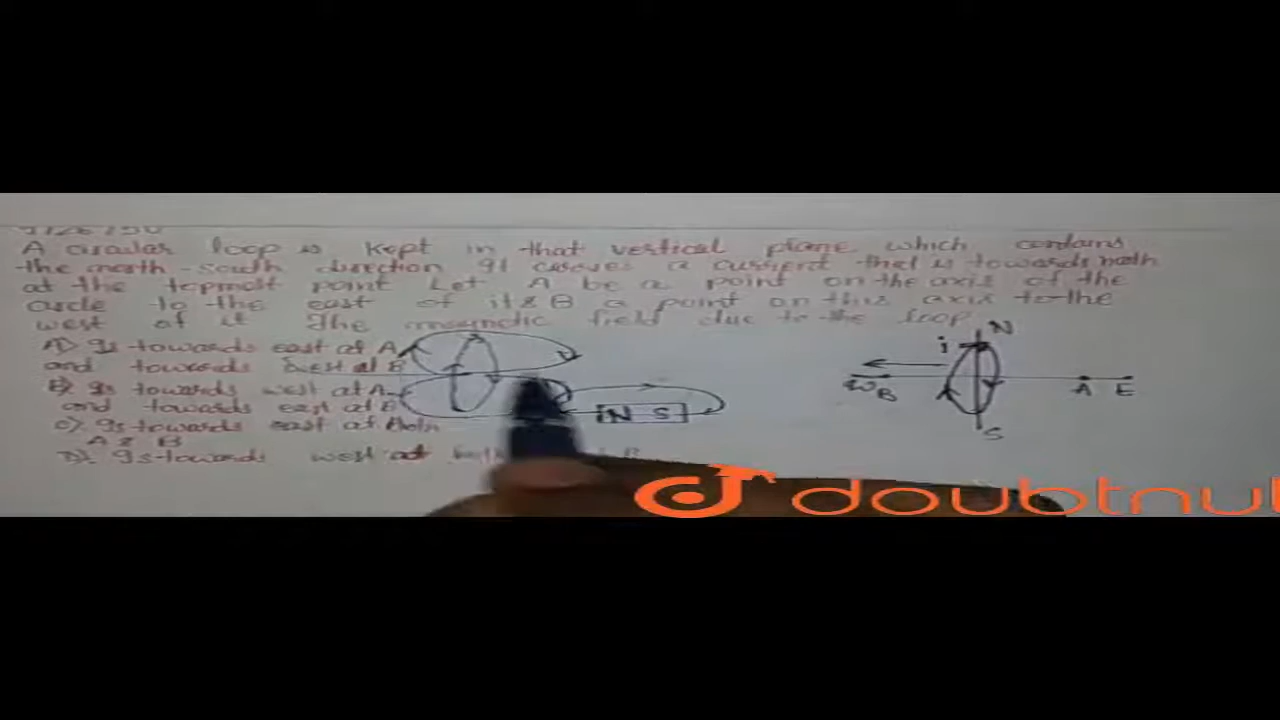 A circular loop is kept in that vertical plane which contains
the north-south direction It carries a current that is towards north
at the topmost point Let A be a point on the axis of the
circle to the east of it & B a point on this axis to the
west of it The magnetic field due to the loop
A) Is towards east at A
and towards west at B
B) Is towards west at A
and towards east at B
C) Is towards east at both
A & B
D). Is towards west at both B
N S
N
i
W B A E
S
doubtnut